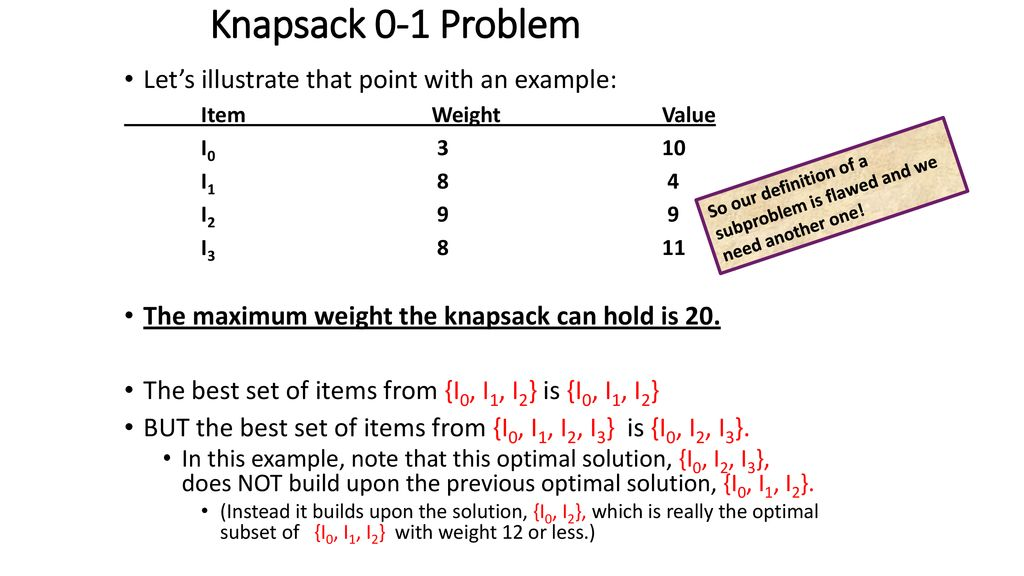 Knapsack 0-1 Problem
• Let’s illustrate that point with an example:
Item Weight Value
I0 3 10
I1 8 4
I2 9 9
I3 8 11
So our definition of a
subproblem is flawed and we
need another one!
• The maximum weight the knapsack can hold is 20.
• The best set of items from {I0, I1, I2} is {I0, I1, I2}
• BUT the best set of items from {I0, I1, I2, I3} is {I0, I2, I3}.
• In this example, note that this optimal solution, {I0, I2, I3},
does NOT build upon the previous optimal solution, {I0, I1, I2}.
• (Instead it builds upon the solution, {I0, I2}, which is really the optimal
subset of {I0, I1, I2} with weight 12 or less.)